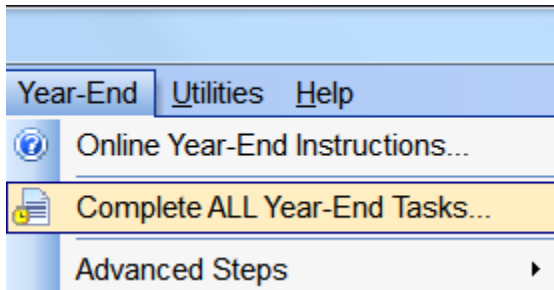 Year-End Utilities Help
Online Year-End Instructions...
Complete ALL Year-End Tasks...
Advanced Steps